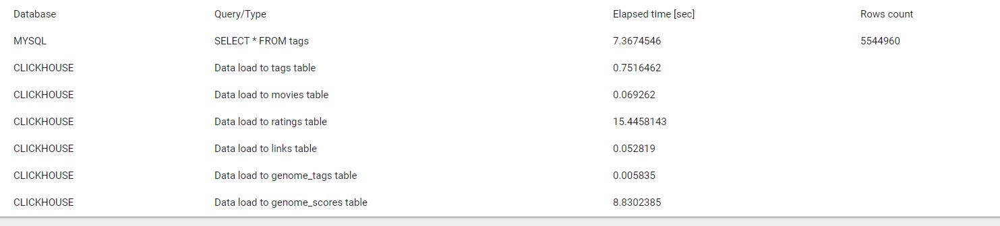 Database Query/Type Elapsed time [sec] Rows count
MYSQL SELECT * FROM tags 7.3674546 5544960
CLICKHOUSE Data load to tags table 0.7516462
CLICKHOUSE Data load to movies table 0.069262
CLICKHOUSE Data load to ratings table 15.4458143
CLICKHOUSE Data load to links table 0.052819
CLICKHOUSE Data load to genome_tags table 0.005835
CLICKHOUSE Data load to genome_scores table 8.8302385